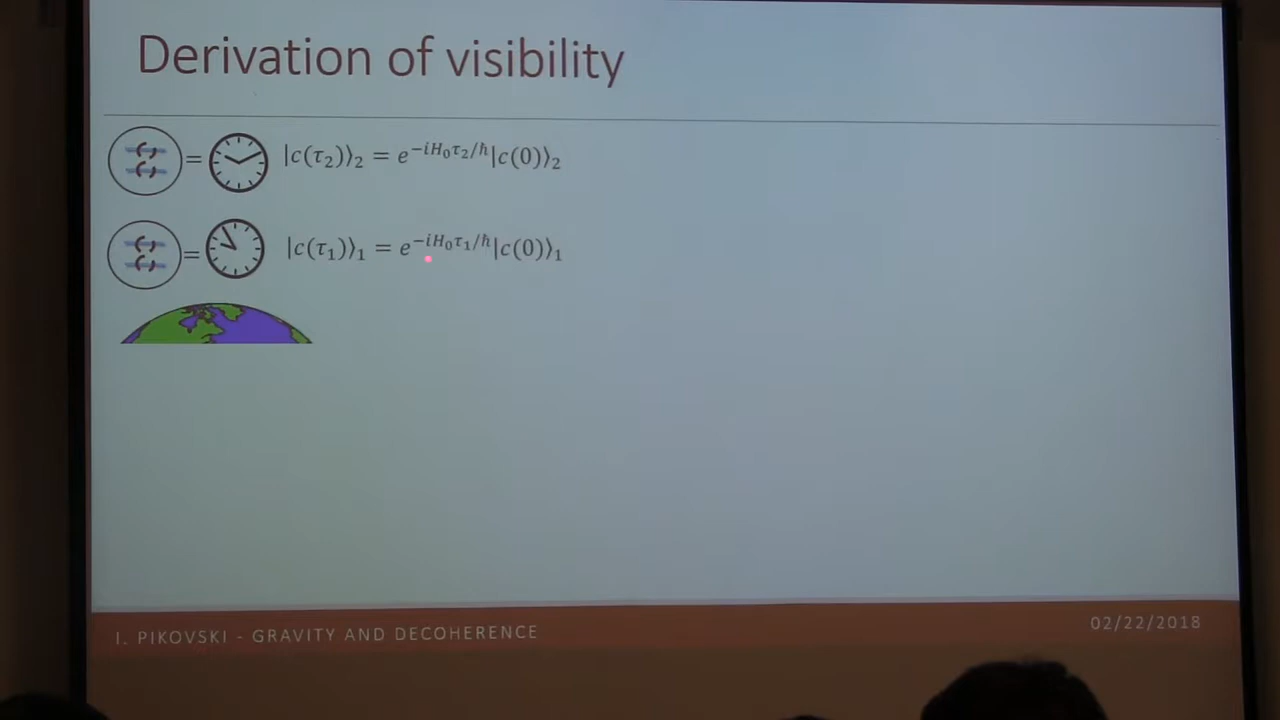 Derivation of visibility
= |c(τ₂)⟩₂ = e^{-iH₀τ₂/ħ}|c(0)⟩₂
= |c(τ₁)⟩₁ = e^{-iH₀τ₁/ħ}|c(0)⟩₁
I. PIKOVSKI - GRAVITY AND DECOHERENCE
02/22/2018